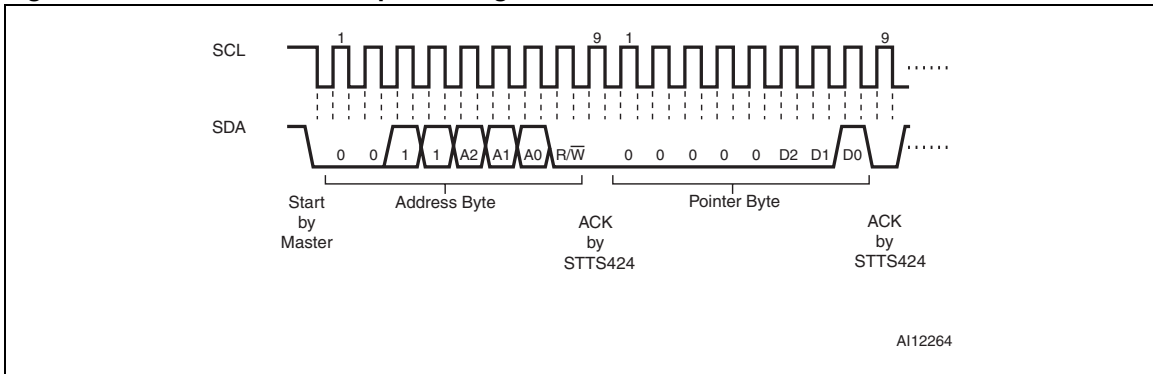 1 9 1 9
SCL
SDA
0 0 1 1 A2 A1 A0 R/W̅ 0 0 0 0 0 D2 D1 D0
Start
by
Master
Address Byte
ACK
by
STTS424
Pointer Byte
ACK
by
STTS424
AI12264